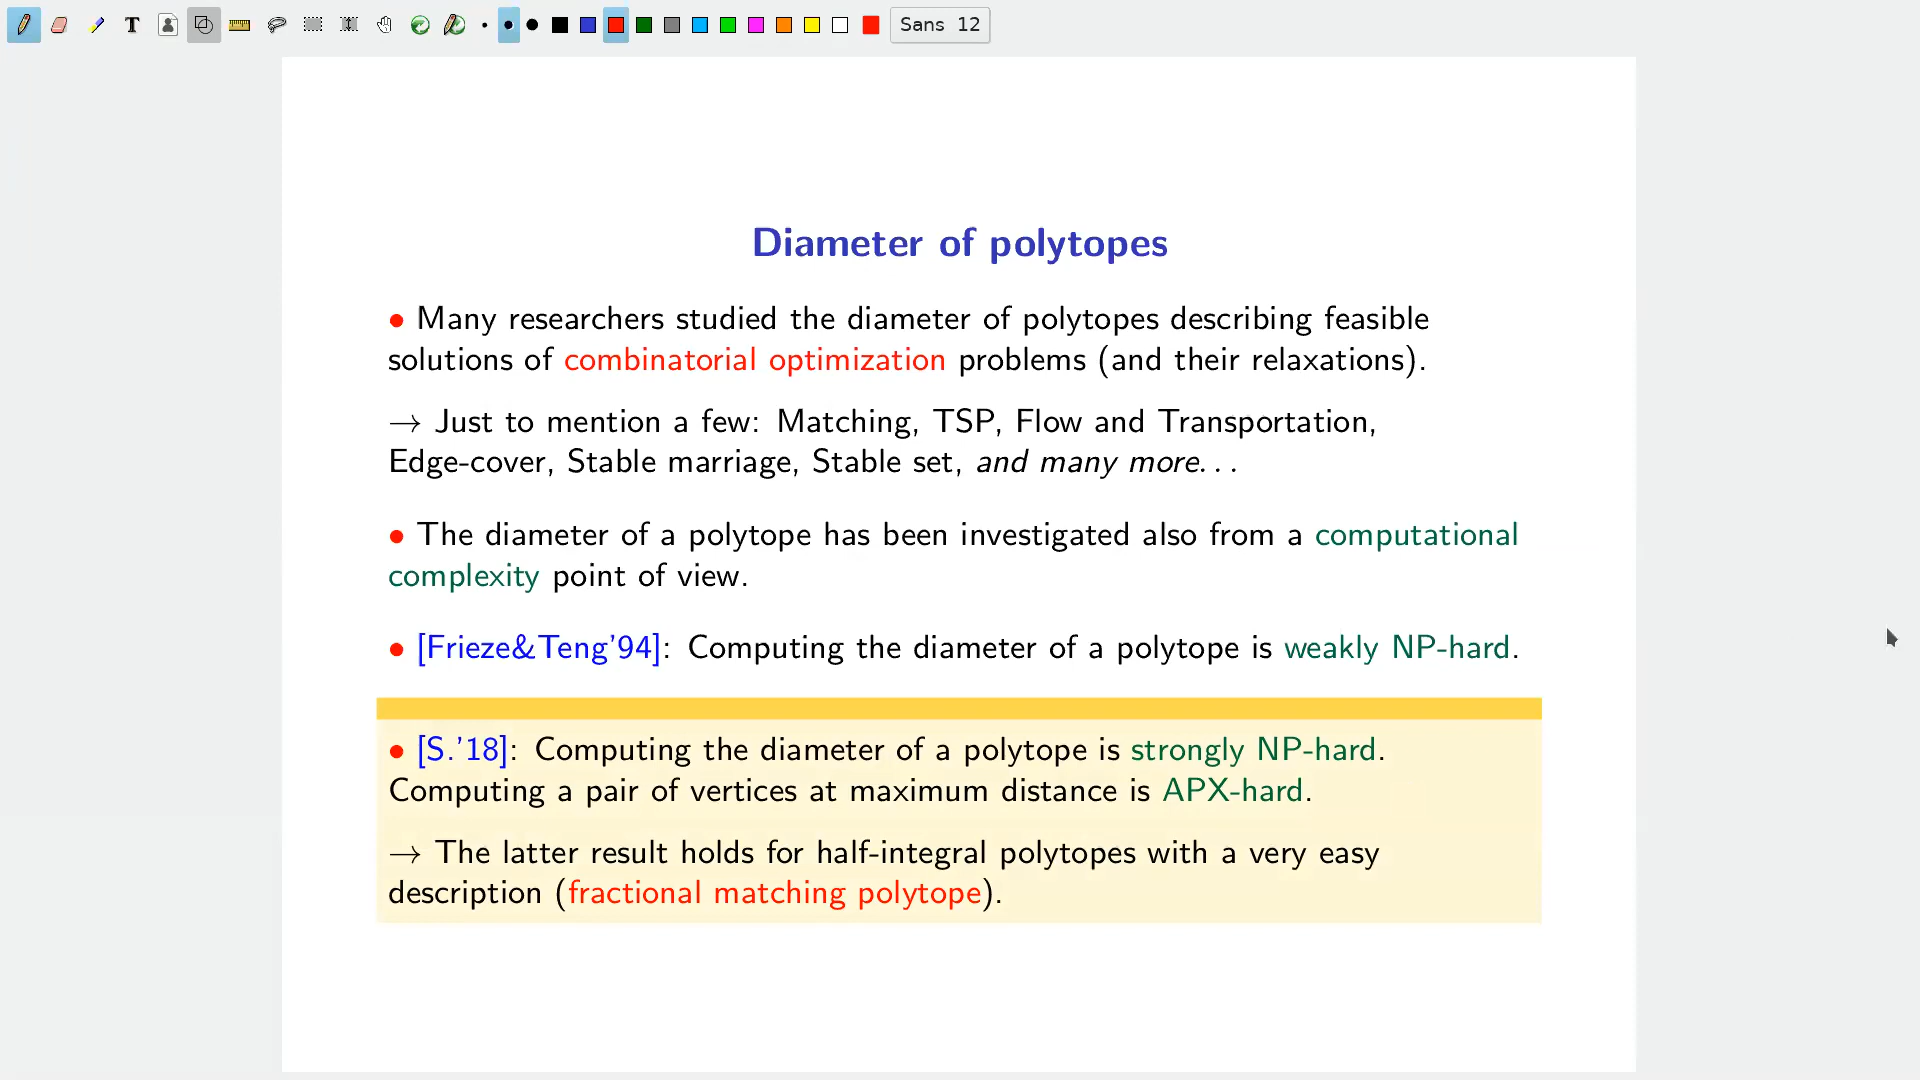 T Sans 12
Diameter of polytopes
• Many researchers studied the diameter of polytopes describing feasible
solutions of combinatorial optimization problems (and their relaxations).
→ Just to mention a few: Matching, TSP, Flow and Transportation,
Edge-cover, Stable marriage, Stable set, and many more...
• The diameter of a polytope has been investigated also from a computational
complexity point of view.
• [Frieze&Teng'94]: Computing the diameter of a polytope is weakly NP-hard.
• [S.'18]: Computing the diameter of a polytope is strongly NP-hard.
Computing a pair of vertices at maximum distance is APX-hard.
→ The latter result holds for half-integral polytopes with a very easy
description (fractional matching polytope).